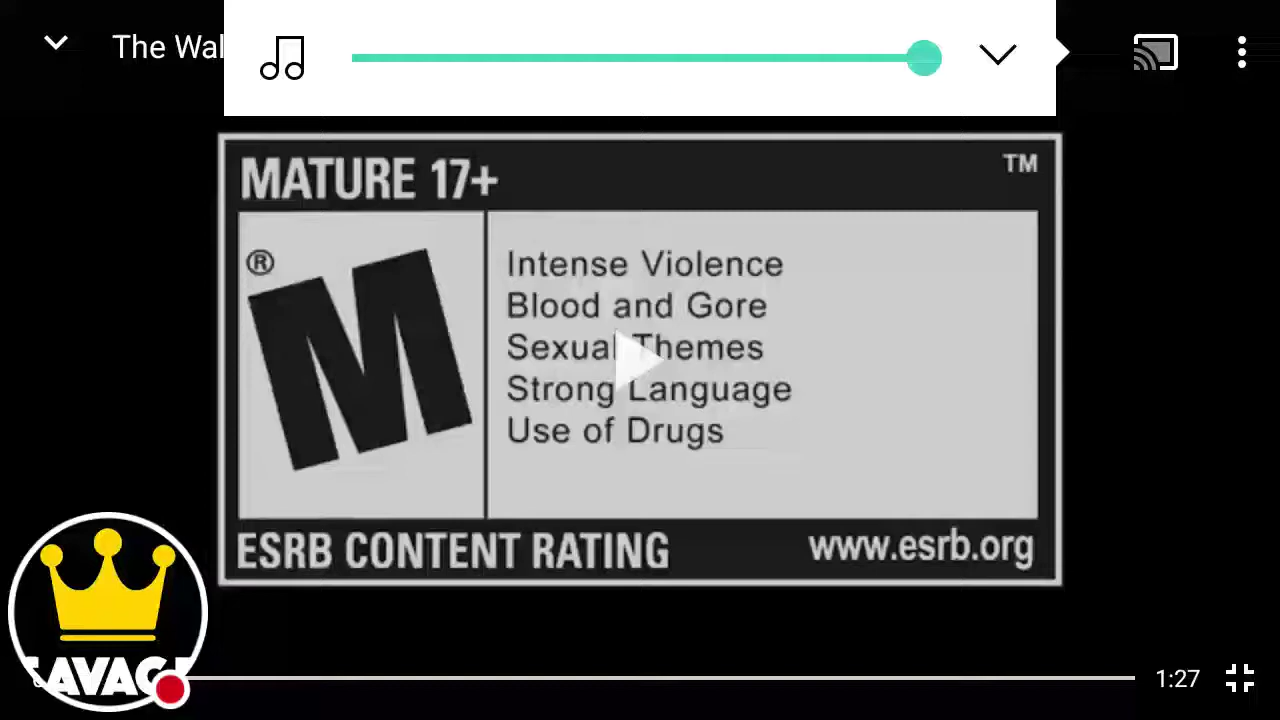 The Wal
MATURE 17+
TM
®
Intense Violence
Blood and Gore
Sexual Themes
Strong Language
Use of Drugs
M
ESRB CONTENT RATING
www.esrb.org
SAVAGE
1:27